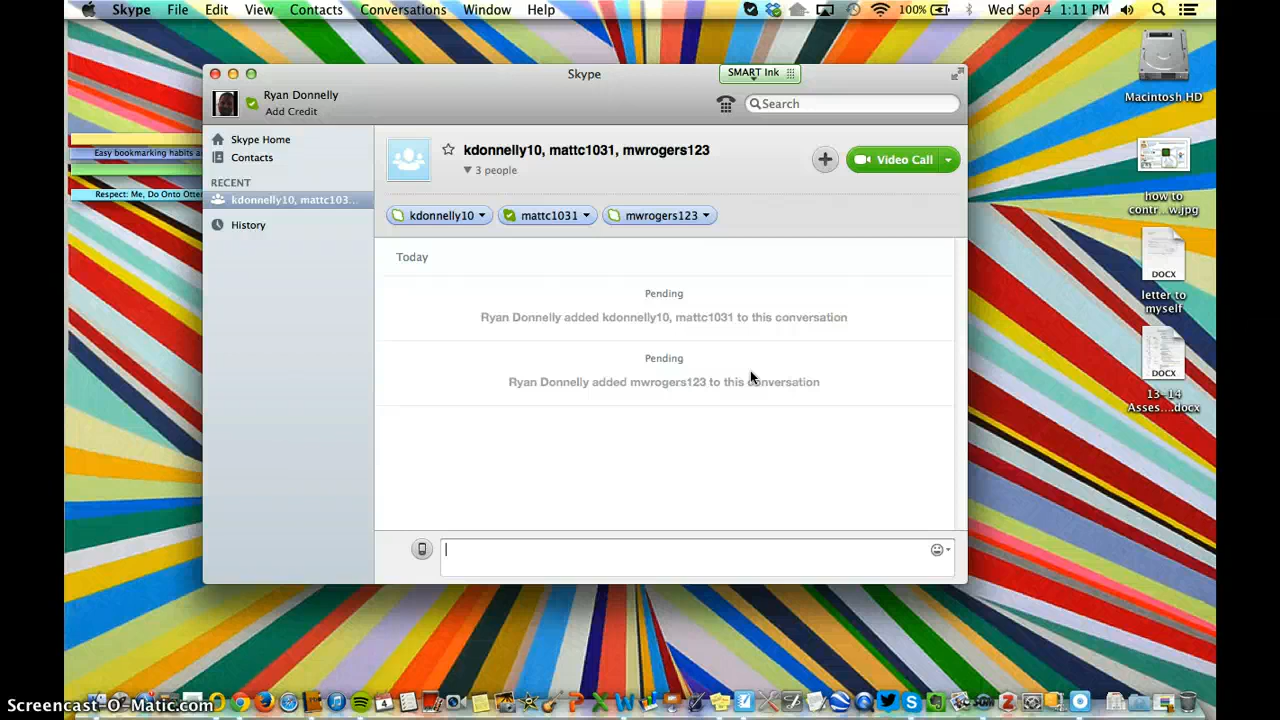 Skype File Edit View Contacts Conversations Window Help 100% Wed Sep 4 1:11 PM
Skype
SMART Ink
Ryan Donnelly
Add Credit
Search
Macintosh HD
Skype Home
Contacts
RECENT
kdonnelly10, mattc103...
History
kdonnelly10, mattc1031, mwrogers123
3 people
Video Call
kdonnelly10 mattc1031 mwrogers123
Easy bookmarking habits a
Respect: Me, Do Onto Otter
Today
Pending
Ryan Donnelly added kdonnelly10, mattc1031 to this conversation
Pending
Ryan Donnelly added mwrogers123 to this conversation
how to
contr...w.jpg
DOCX
letter to
myself
DOCX
13-14
Asses....docx
Screencast-O-Matic.com